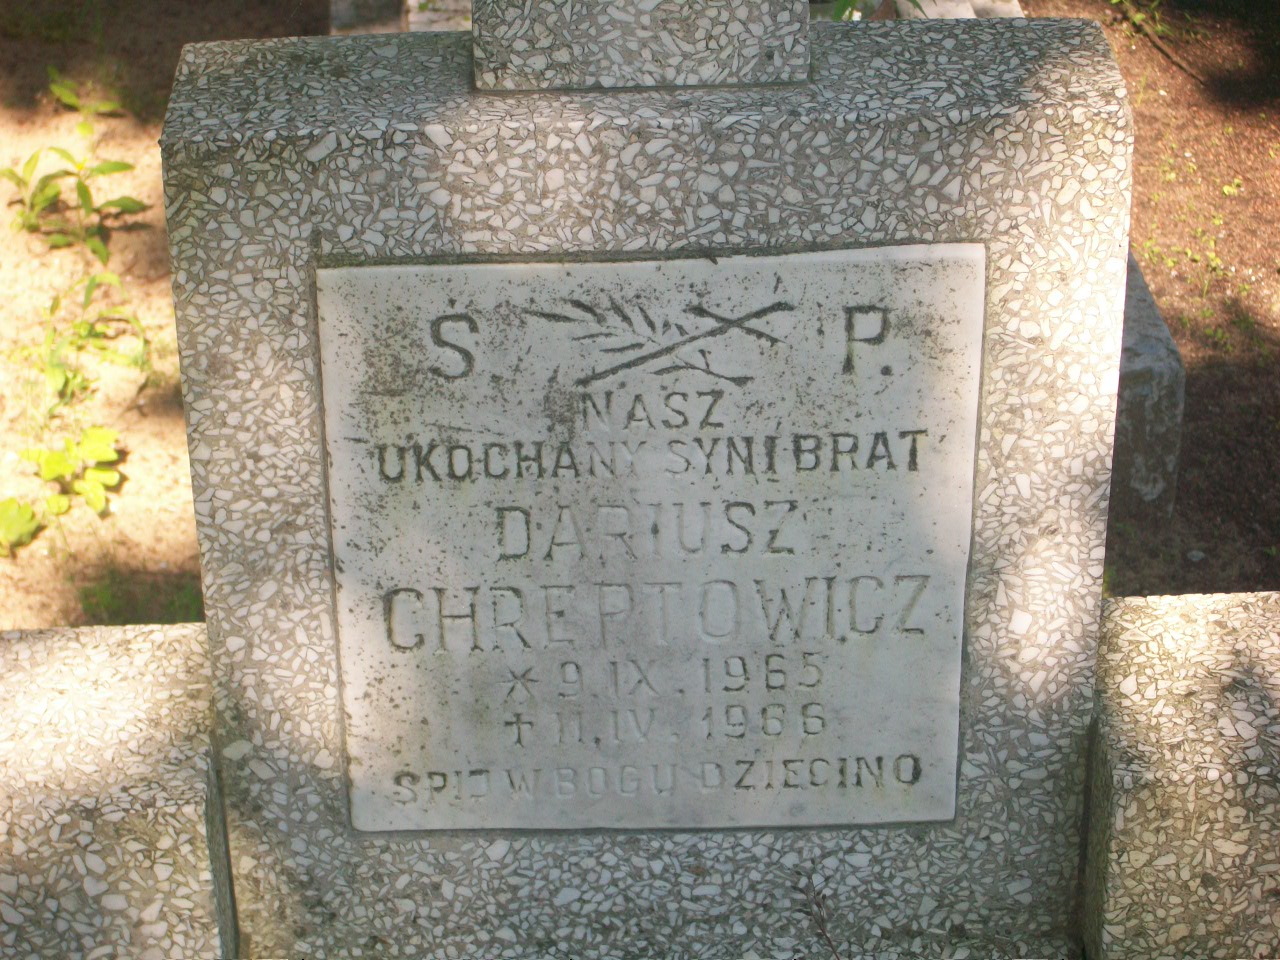 Ś P.
NASZ
UKOCHANY SYN I BRAT
DARIUSZ
CHREPTOWICZ
* 9.IX.1965
† 11.IV.1966
ŚPIJ W BOGU DZIECINO